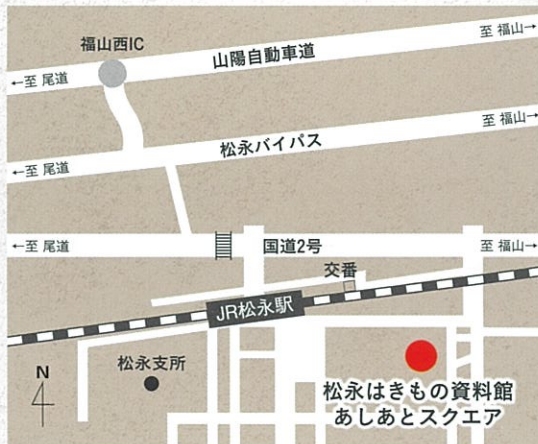 福山西IC
至 福山→
山陽自動車道
←至 尾道
至 福山→
松永バイパス
←至 尾道
←至 尾道
国道2号
至 福山→
交番
JR松永駅
N
松永支所
松永はきもの資料館
あしあとスクエア